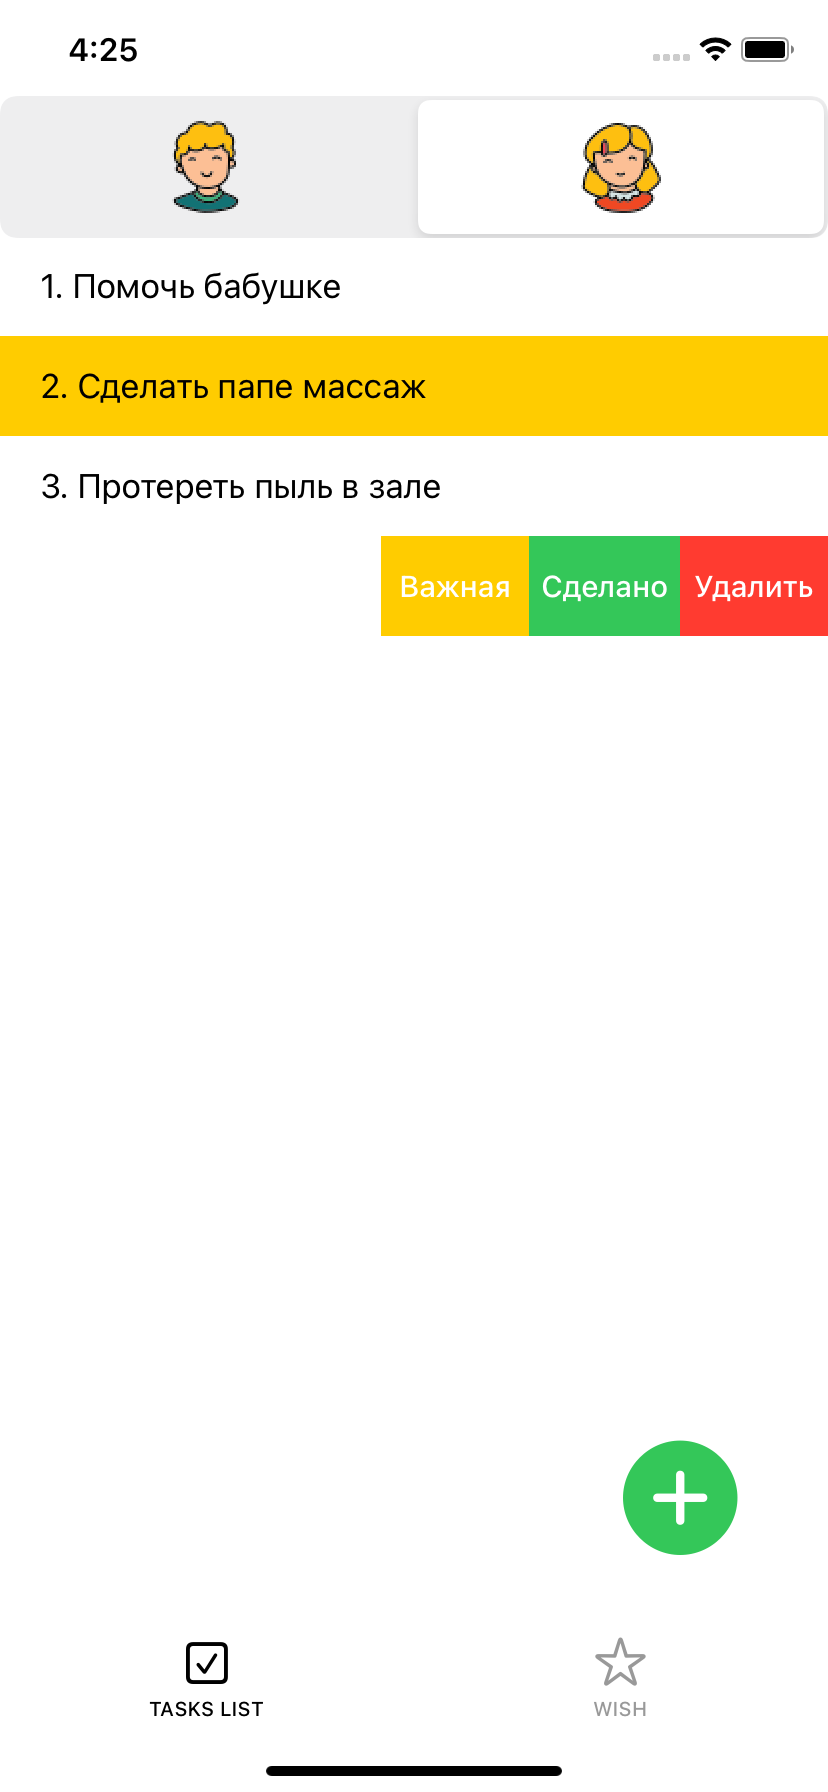 4:25
1. Помочь бабушке
2. Сделать папе массаж
3. Протереть пыль в зале
Важная Сделано Удалить
TASKS LIST WISH